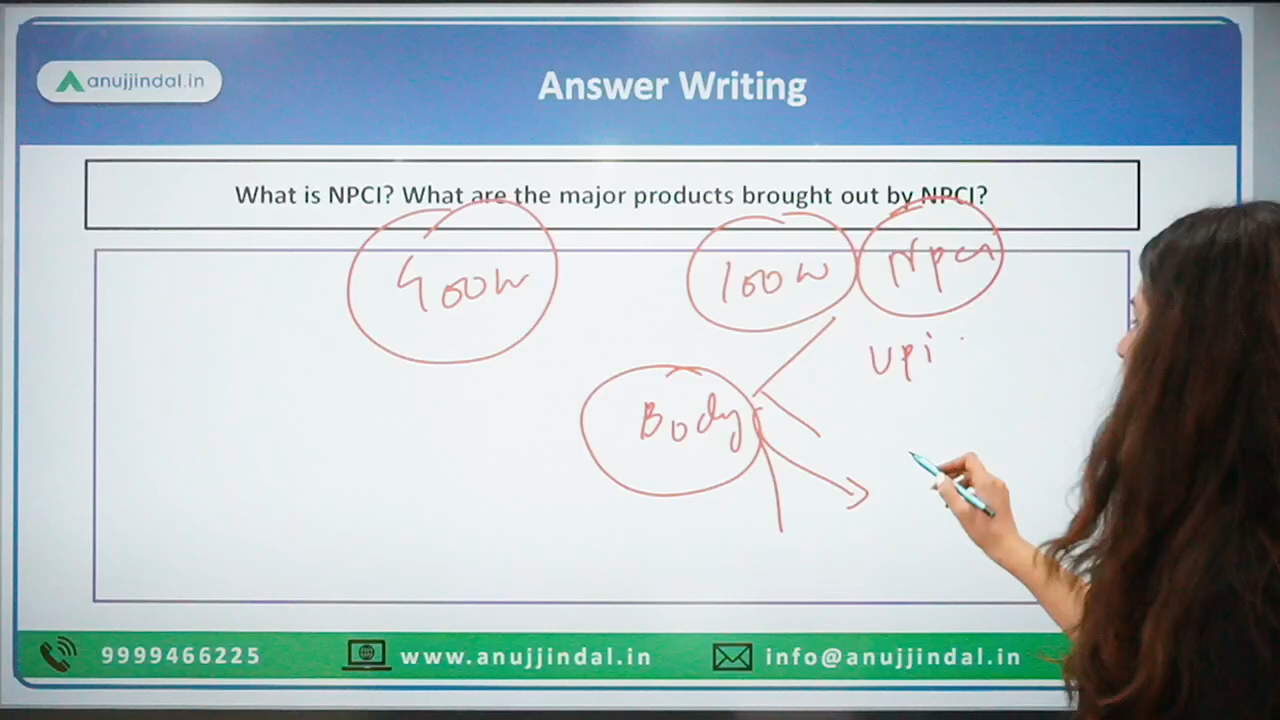 anujjindal.in
Answer Writing
What is NPCI? What are the major products brought out by NPCI?
400w
100w
Npci
upi
Body
9999466225
www.anujjindal.in
info@anujjindal.in